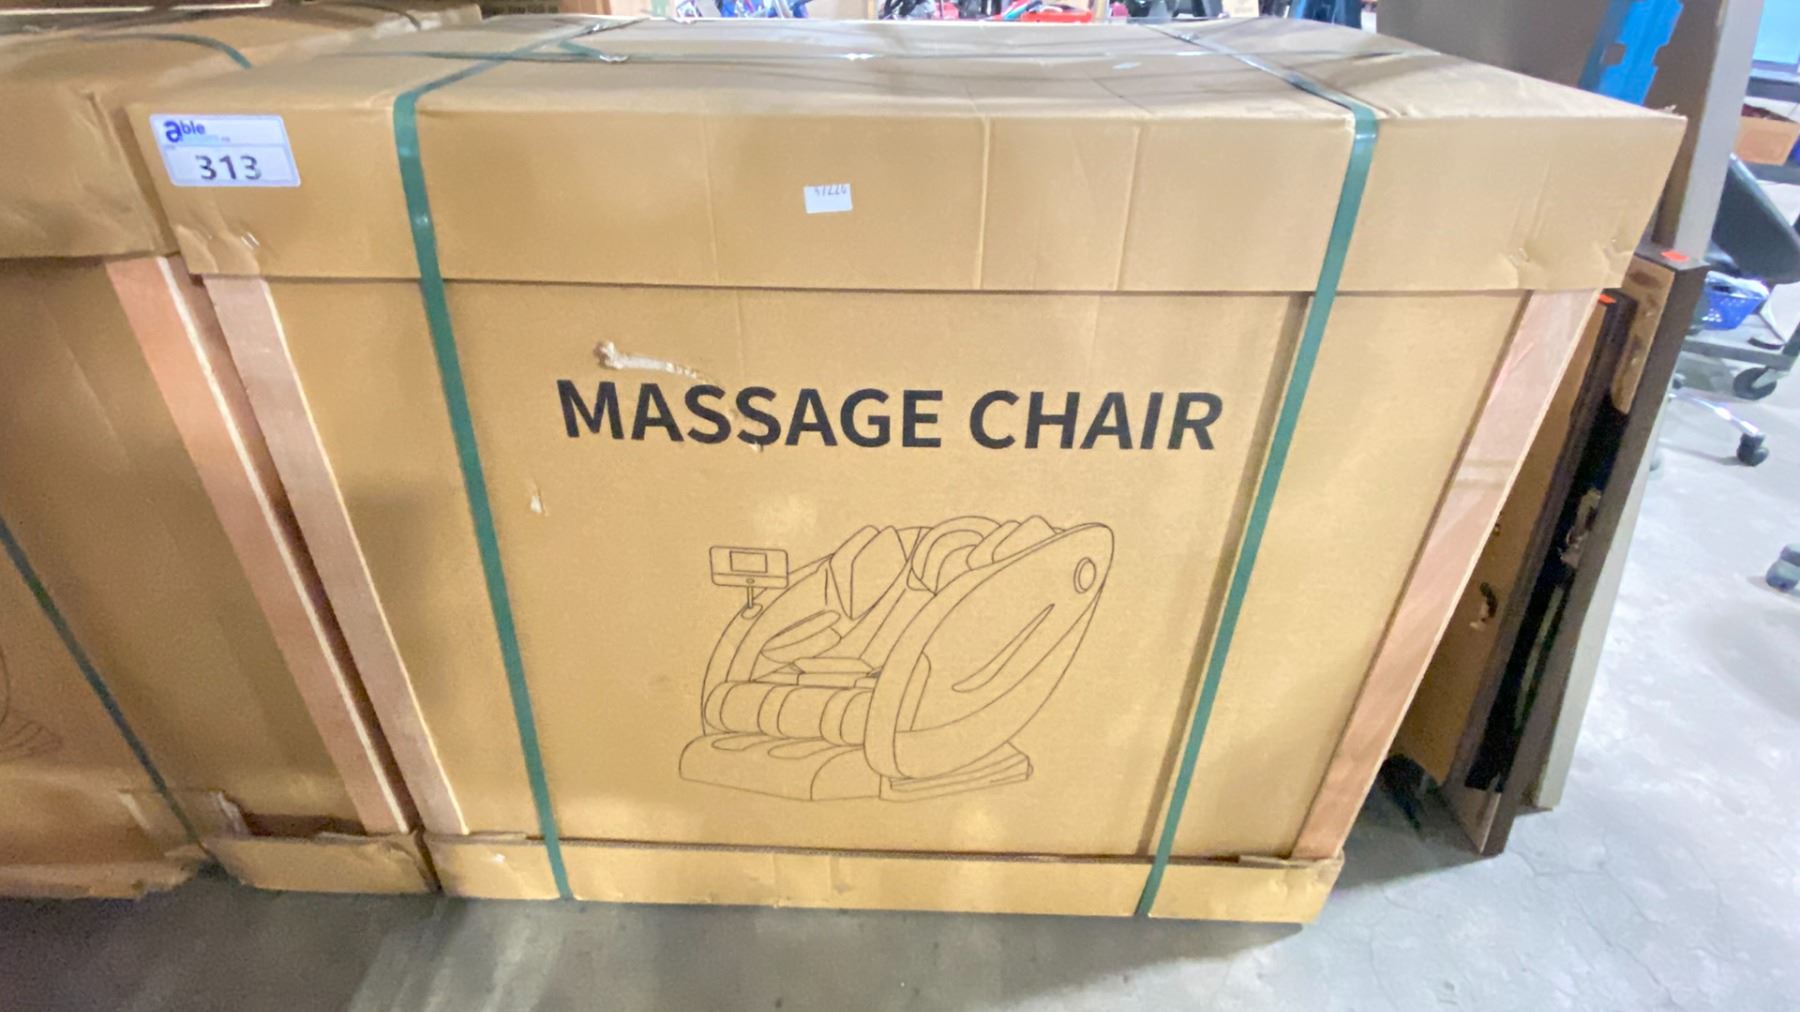 able
313
MASSAGE CHAIR